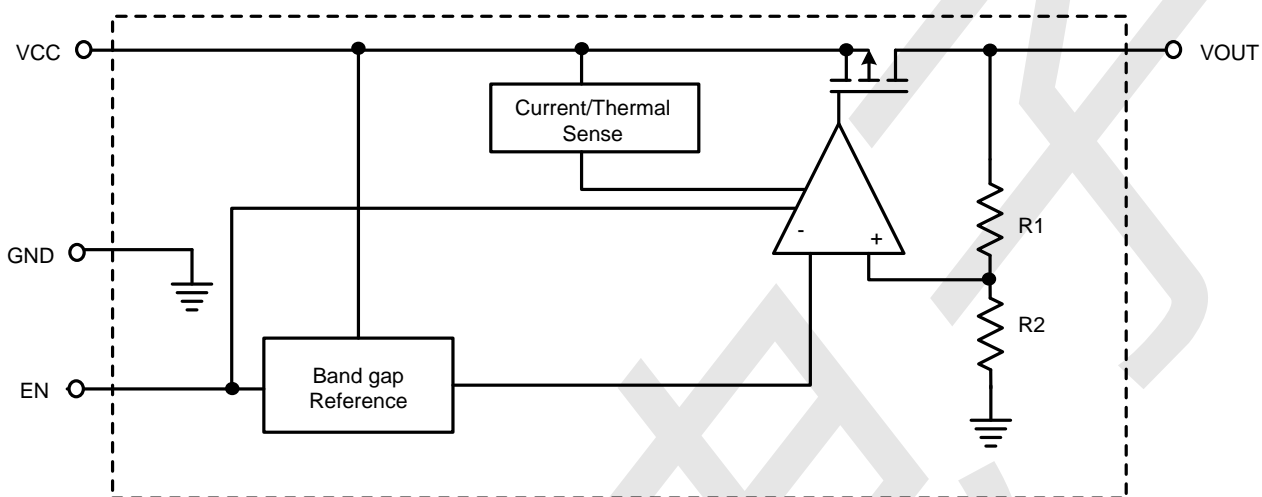 VCC
VOUT
Current/Thermal
Sense
-
+
R1
GND
R2
EN
Band gap
Reference